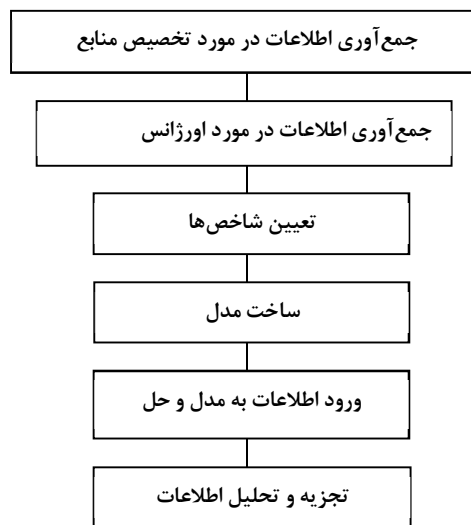 جمع‌آوری اطلاعات در مورد تخصیص منابع
جمع‌آوری اطلاعات در مورد اورژانس
تعیین شاخص‌ها
ساخت مدل
ورود اطلاعات به مدل و حل
تجزیه و تحلیل اطلاعات